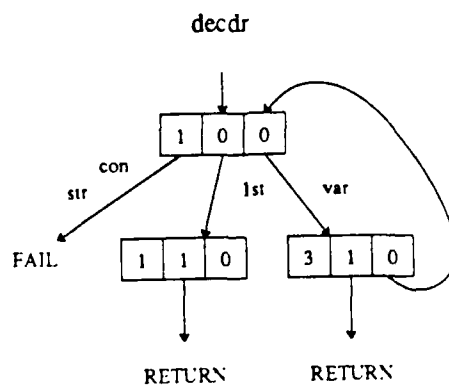 decdr
1 0 0
con
str
1st
var
FAIL
1 1 0
3 1 0
RETURN
RETURN